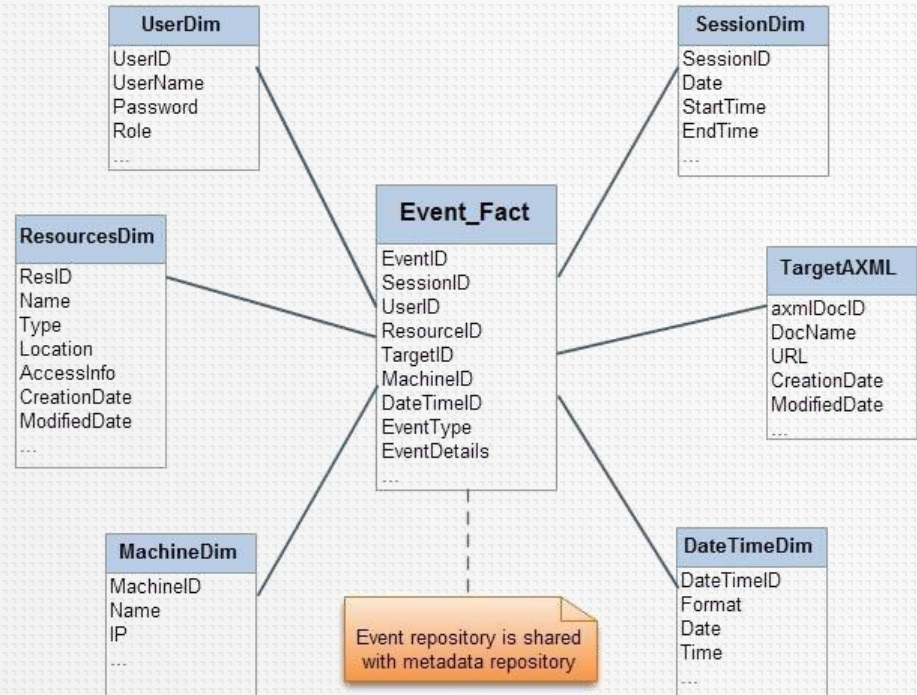 UserDim
UserID
UserName
Password
Role
...
SessionDim
SessionID
Date
StartTime
EndTime
...
Event_Fact
EventID
SessionID
UserID
ResourceID
TargetID
MachineID
DateTimeID
EventType
EventDetails
...
ResourcesDim
ResID
Name
Type
Location
AccessInfo
CreationDate
ModifiedDate
...
TargetAXML
axmlDocID
DocName
URL
CreationDate
ModifiedDate
...
MachineDim
MachineID
Name
IP
...
Event repository is shared
with metadata repository
DateTimeDim
DateTimeID
Format
Date
Time
...